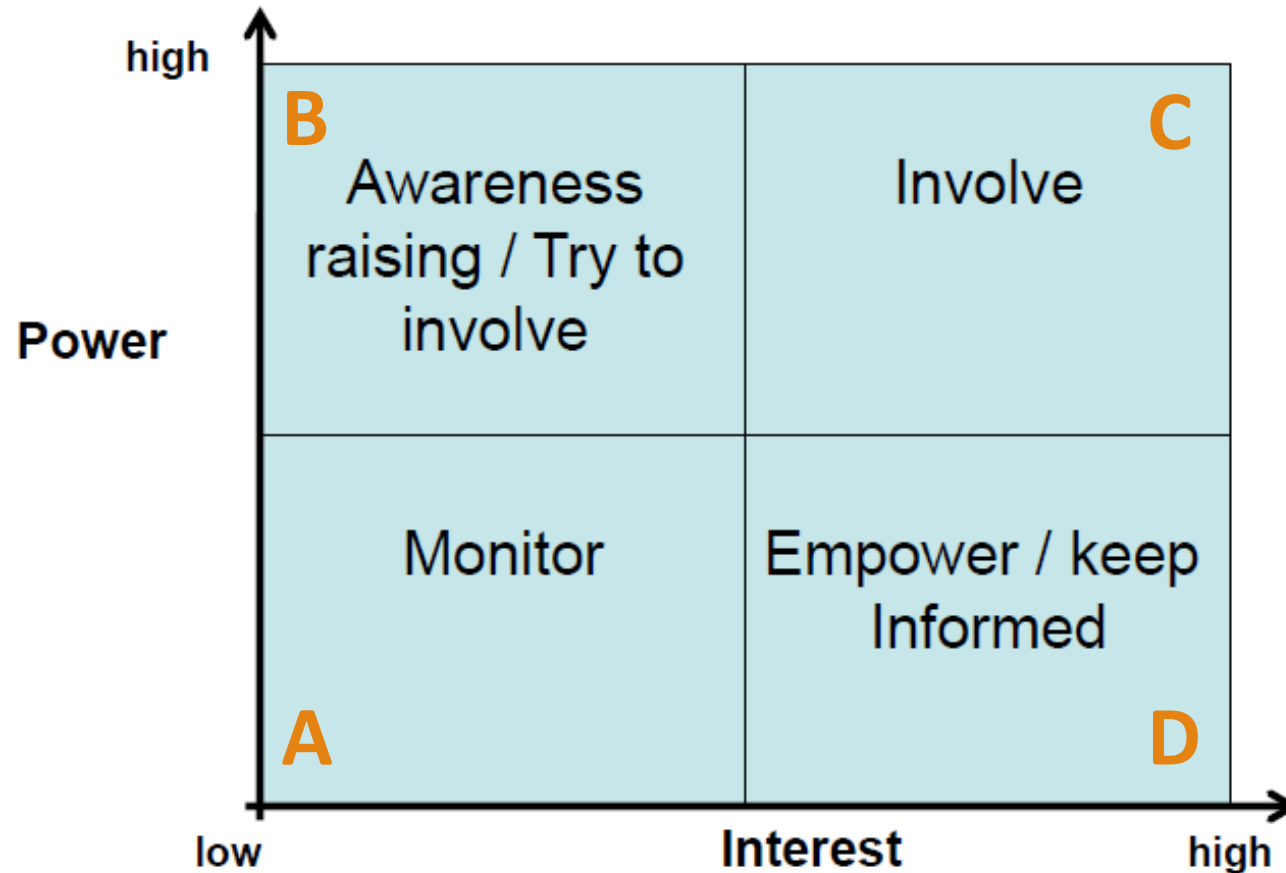 high
B
C
Awareness
raising / Try to
involve
Involve
Power
Monitor
Empower / keep
Informed
A
D
low
Interest
high